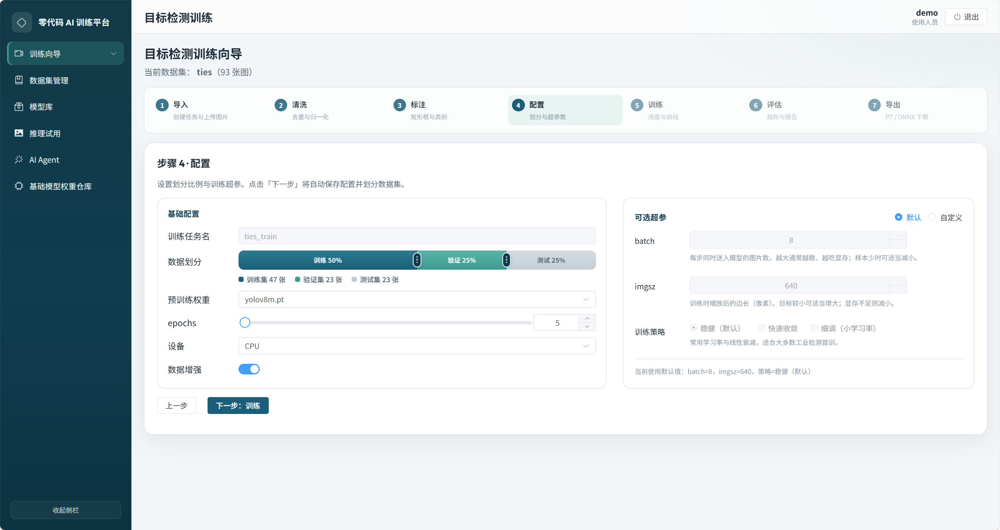 零代码 AI 训练平台
训练向导
数据集管理
模型库
推理试用
AI Agent
基础模型权重仓库
收起侧栏
目标检测训练
demo
使用人员
退出
目标检测训练向导
当前数据集： ties（93 张图）
1 导入
创建任务与上传图片
2 清洗
去重与归一化
3 标注
矩形框与类别
4 配置
划分与超参数
5 训练
进度与曲线
6 评估
指标与报告
7 导出
PT / ONNX 下载
步骤 4 · 配置
设置划分比例与训练超参。点击「下一步」将自动保存配置并划分数据集。
基础配置
训练任务名 ties_train
数据划分 训练 50% 验证 25% 测试 25%
训练集 47 张 验证集 23 张 测试集 23 张
预训练权重 yolov8m.pt
epochs 5
设备 CPU
数据增强
可选超参 默认 自定义
batch 8
每步同时送入模型的图片数。越大通常越稳、越吃显存；样本少时可适当减小。
imgsz 640
训练时缩放后的边长（像素）。目标较小可适当增大；显存不足则减小。
训练策略 稳健（默认） 快速收敛 细调（小学习率）
常用学习率与线性衰减，适合大多数工业检测首训。
当前使用默认值：batch=8，imgsz=640，策略=稳健（默认）
上一步 下一步：训练